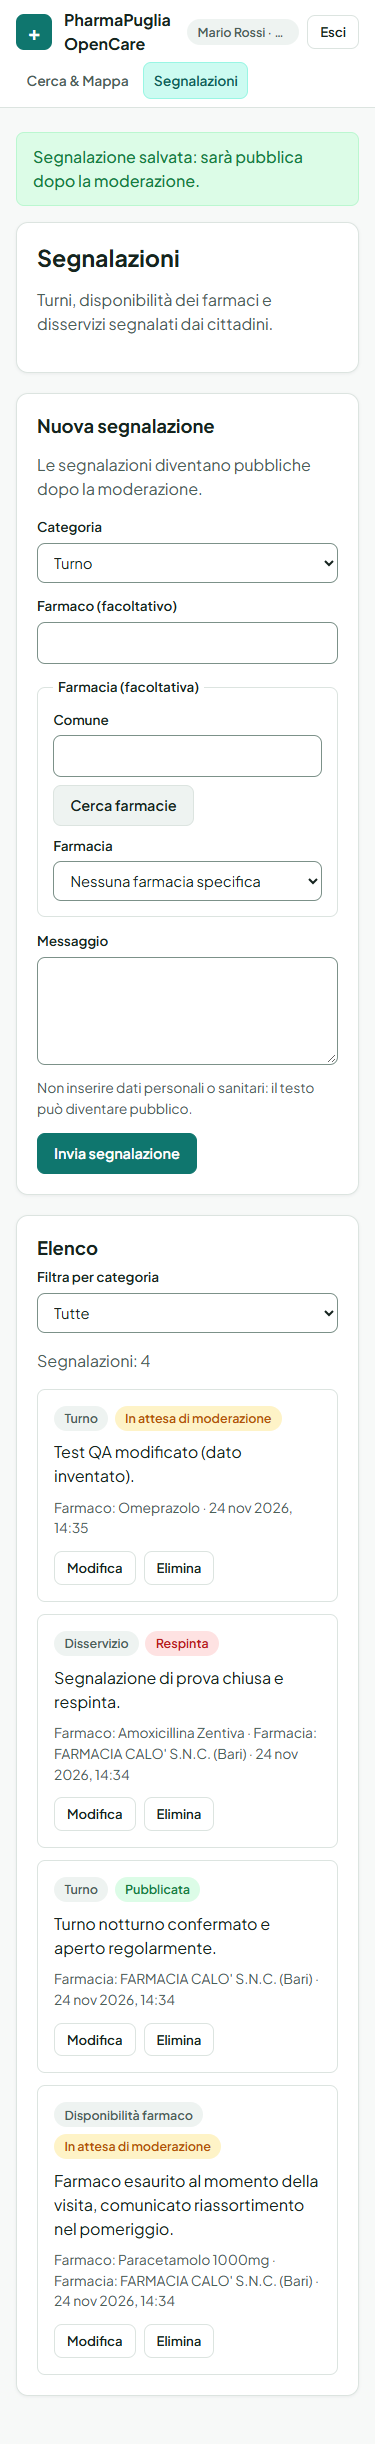 +
PharmaPuglia
OpenCare
Mario Rossi · ...
Esci
Cerca & Mappa
Segnalazioni
Segnalazione salvata: sarà pubblica
dopo la moderazione.
Segnalazioni
Turni, disponibilità dei farmaci e
disservizi segnalati dai cittadini.
Nuova segnalazione
Le segnalazioni diventano pubbliche
dopo la moderazione.
Categoria
Turno
Farmaco (facoltativo)
Farmacia (facoltativa)
Comune
Cerca farmacie
Farmacia
Nessuna farmacia specifica
Messaggio
Non inserire dati personali o sanitari: il testo
può diventare pubblico.
Invia segnalazione
Elenco
Filtra per categoria
Tutte
Segnalazioni: 4
Turno
In attesa di moderazione
Test QA modificato (dato
inventato).
Farmaco: Omeprazolo · 24 nov 2026,
14:35
Modifica
Elimina
Disservizio
Respinta
Segnalazione di prova chiusa e
respinta.
Farmaco: Amoxicillina Zentiva · Farmacia:
FARMACIA CALO' S.N.C. (Bari) · 24 nov
2026, 14:34
Modifica
Elimina
Turno
Pubblicata
Turno notturno confermato e
aperto regolarmente.
Farmacia: FARMACIA CALO' S.N.C. (Bari) ·
24 nov 2026, 14:34
Modifica
Elimina
Disponibilità farmaco
In attesa di moderazione
Farmaco esaurito al momento della
visita, comunicato riassortimento
nel pomeriggio.
Farmaco: Paracetamolo 1000mg ·
Farmacia: FARMACIA CALO' S.N.C. (Bari) ·
24 nov 2026, 14:34
Modifica
Elimina